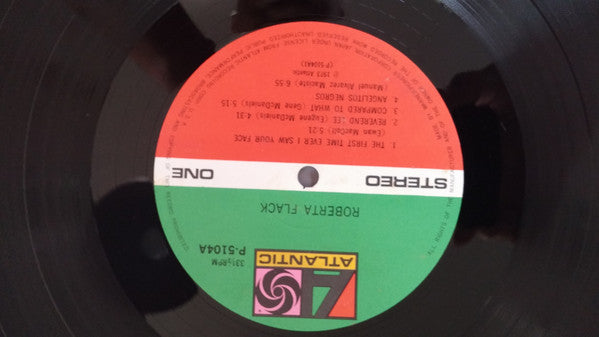 ATLANTIC
33⅓RPM
P-5104A
ROBERTA FLACK
STEREO
ONE
1. THE FIRST TIME EVER I SAW YOUR FACE
(Ewan MacColl) 5:21
2. REVEREND LEE (Eugene McDaniels) 4:31
3. COMPARED TO WHAT (Gene McDaniels) 5:15
4. ANGELITOS NEGROS
(Manuel Alvarez Maciste) 6:55
(P-5104A1)
Ⓟ 1973 Atlantic